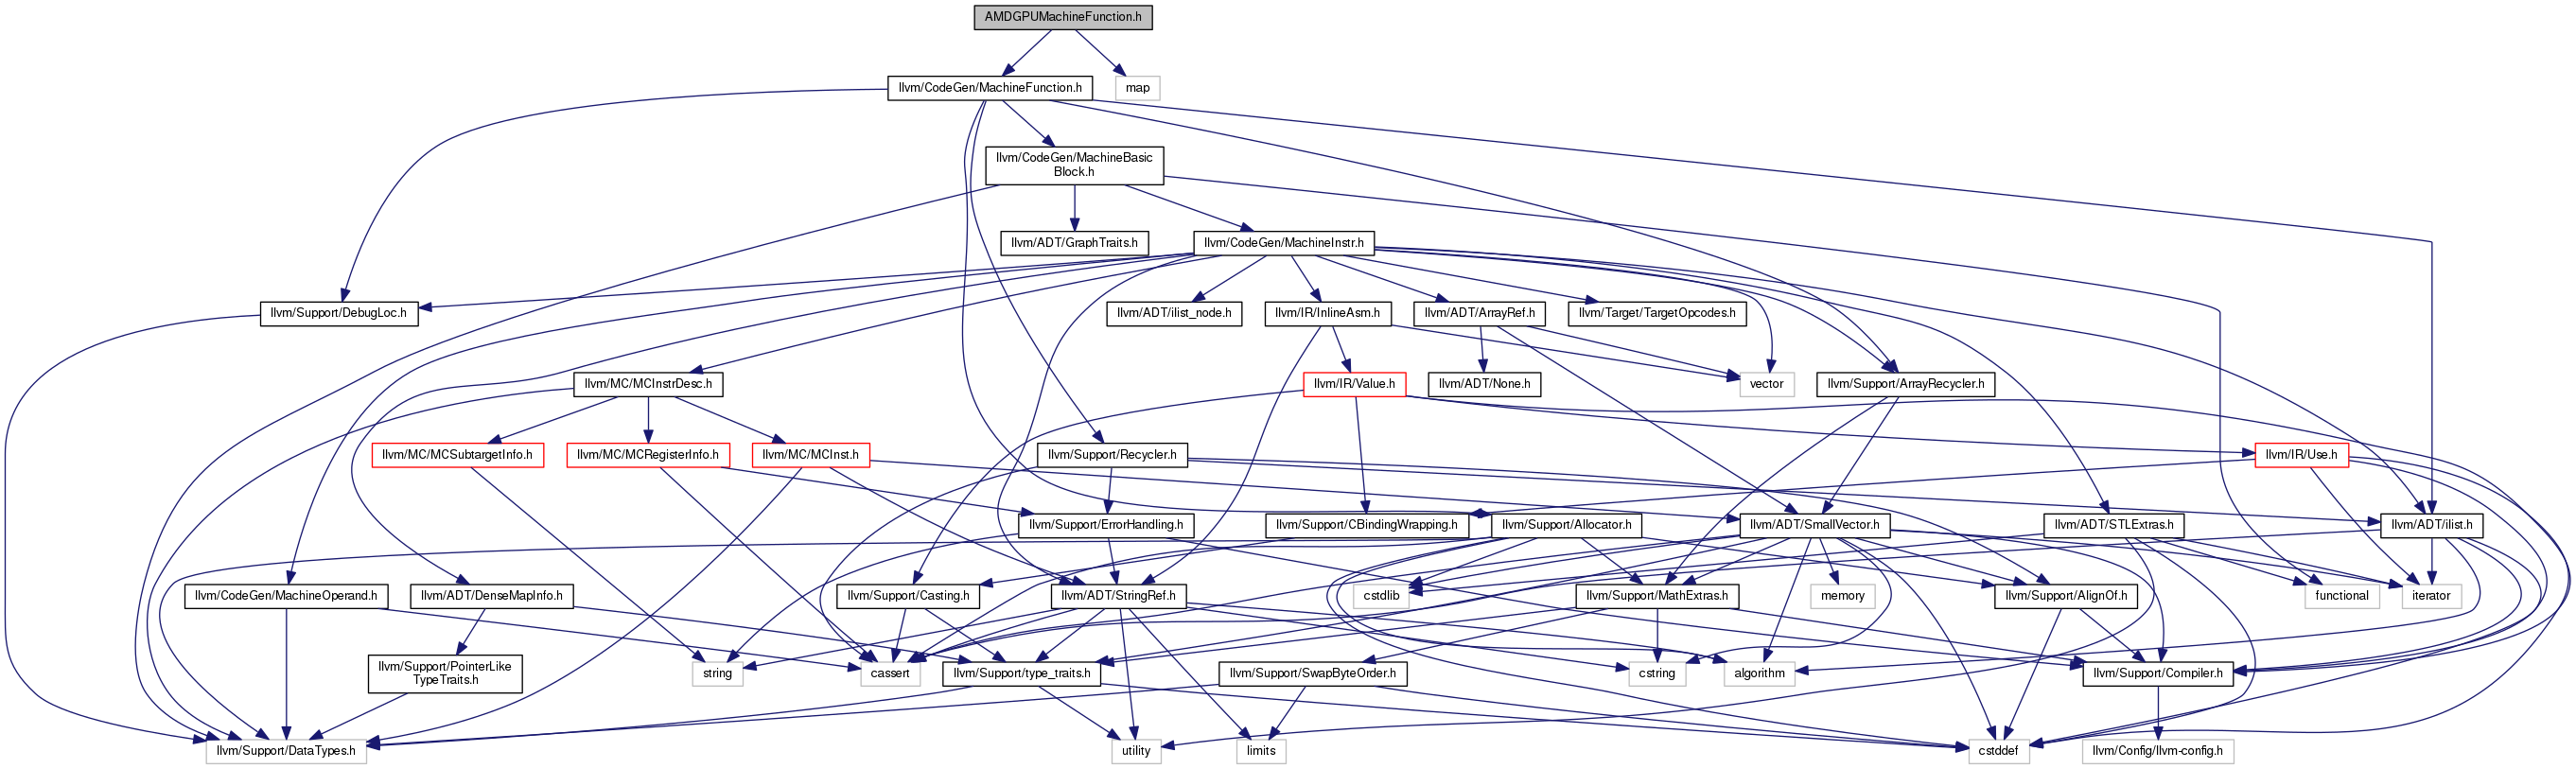 AMDGPUMachineFunction.h
llvm/CodeGen/MachineFunction.h
map
llvm/CodeGen/MachineBasic
Block.h
llvm/ADT/GraphTraits.h
llvm/CodeGen/MachineInstr.h
llvm/Support/DebugLoc.h
llvm/ADT/ilist_node.h
llvm/IR/InlineAsm.h
llvm/ADT/ArrayRef.h
llvm/Target/TargetOpcodes.h
llvm/MC/MCInstrDesc.h
llvm/IR/Value.h
llvm/ADT/None.h
vector
llvm/Support/ArrayRecycler.h
llvm/MC/MCSubtargetInfo.h
llvm/MC/MCRegisterInfo.h
llvm/MC/MCInst.h
llvm/Support/Recycler.h
llvm/IR/Use.h
llvm/Support/ErrorHandling.h
llvm/Support/CBindingWrapping.h
llvm/Support/Allocator.h
llvm/ADT/SmallVector.h
llvm/ADT/STLExtras.h
llvm/ADT/ilist.h
llvm/CodeGen/MachineOperand.h
llvm/ADT/DenseMapInfo.h
llvm/Support/Casting.h
llvm/ADT/StringRef.h
cstdlib
llvm/Support/MathExtras.h
memory
llvm/Support/AlignOf.h
functional
iterator
llvm/Support/PointerLike
TypeTraits.h
string
cassert
llvm/Support/type_traits.h
llvm/Support/SwapByteOrder.h
cstring
algorithm
llvm/Support/Compiler.h
llvm/Support/DataTypes.h
utility
limits
cstddef
llvm/Config/llvm-config.h